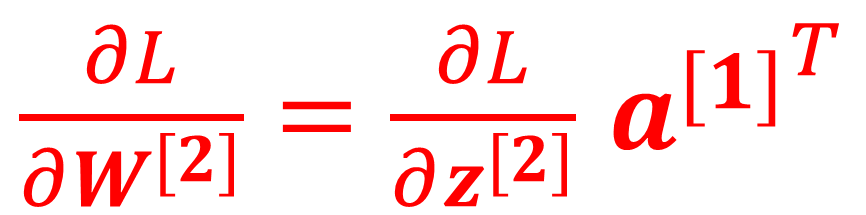 ∂L/∂W^[2] = ∂L/∂z^[2] a^[1]^T